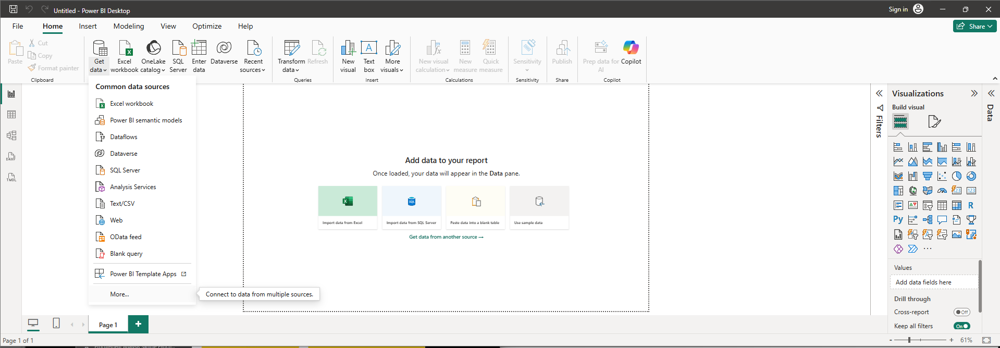 Untitled - Power BI Desktop
Sign in
File Home Insert Modeling View Optimize Help
Share
Paste
Cut
Copy
Format painter
Clipboard
Get data
Excel workbook
OneLake catalog
SQL Server
Enter data
Dataverse
Recent sources
Transform data
Refresh
Queries
New visual
Text box
More visuals
Insert
New visual calculation
New measure
Quick measure
Calculations
Sensitivity
Sensitivity
Publish
Share
Prep data for AI
Copilot
Copilot
Common data sources
Excel workbook
Power BI semantic models
Dataflows
Dataverse
SQL Server
Analysis Services
Text/CSV
Web
OData feed
Blank query
Power BI Template Apps
More...
Connect to data from multiple sources.
DAX
TMDL
Add data to your report
Once loaded, your data will appear in the Data pane.
SQL
Import data from Excel
Import data from SQL Server
Paste data into a blank table
Use sample data
Get data from another source →
Filters
Visualizations
Build visual
123
123
R
Py
...
Values
Add data fields here
Drill through
Cross-report
Off
Keep all filters
On
Data
Page 1
+
Page 1 of 1
- + 61%